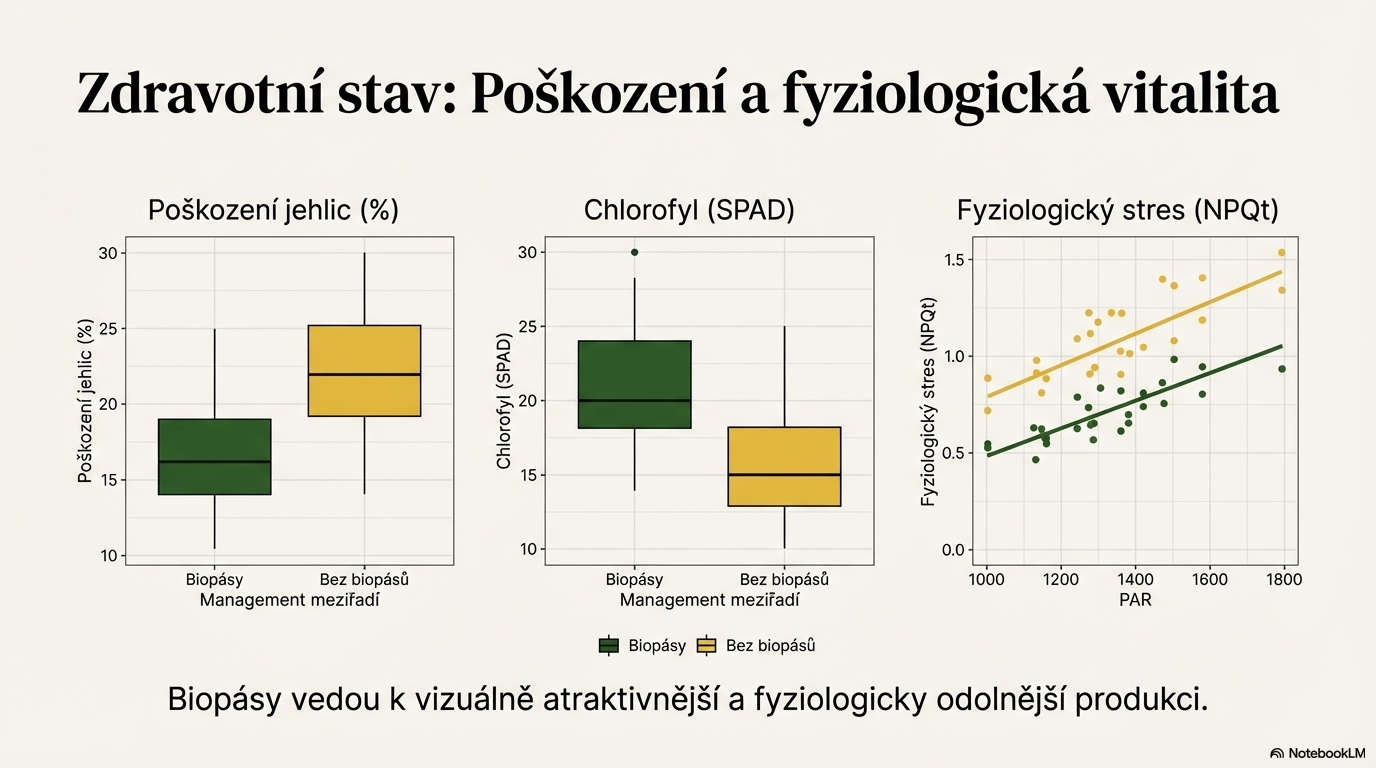 Zdravotní stav: Poškození a fyziologická vitalita
Poškození jehlic (%)
Poškození jehlic (%)
30
25
20
15
10
Biopásy
Bez biopásů
Management meziřadí
Chlorofyl (SPAD)
Chlorofyl (SPAD)
30
25
20
15
10
Biopásy
Bez biopásů
Management meziřadí
Fyziologický stres (NPQt)
Fyziologický stres (NPQt)
1.5
1.0
0.5
0.0
1000 1200 1400 1600 1800
PAR
Biopásy Bez biopásů
Biopásy vedou k vizuálně atraktivnější a fyziologicky odolnější produkci.
NotebookLM